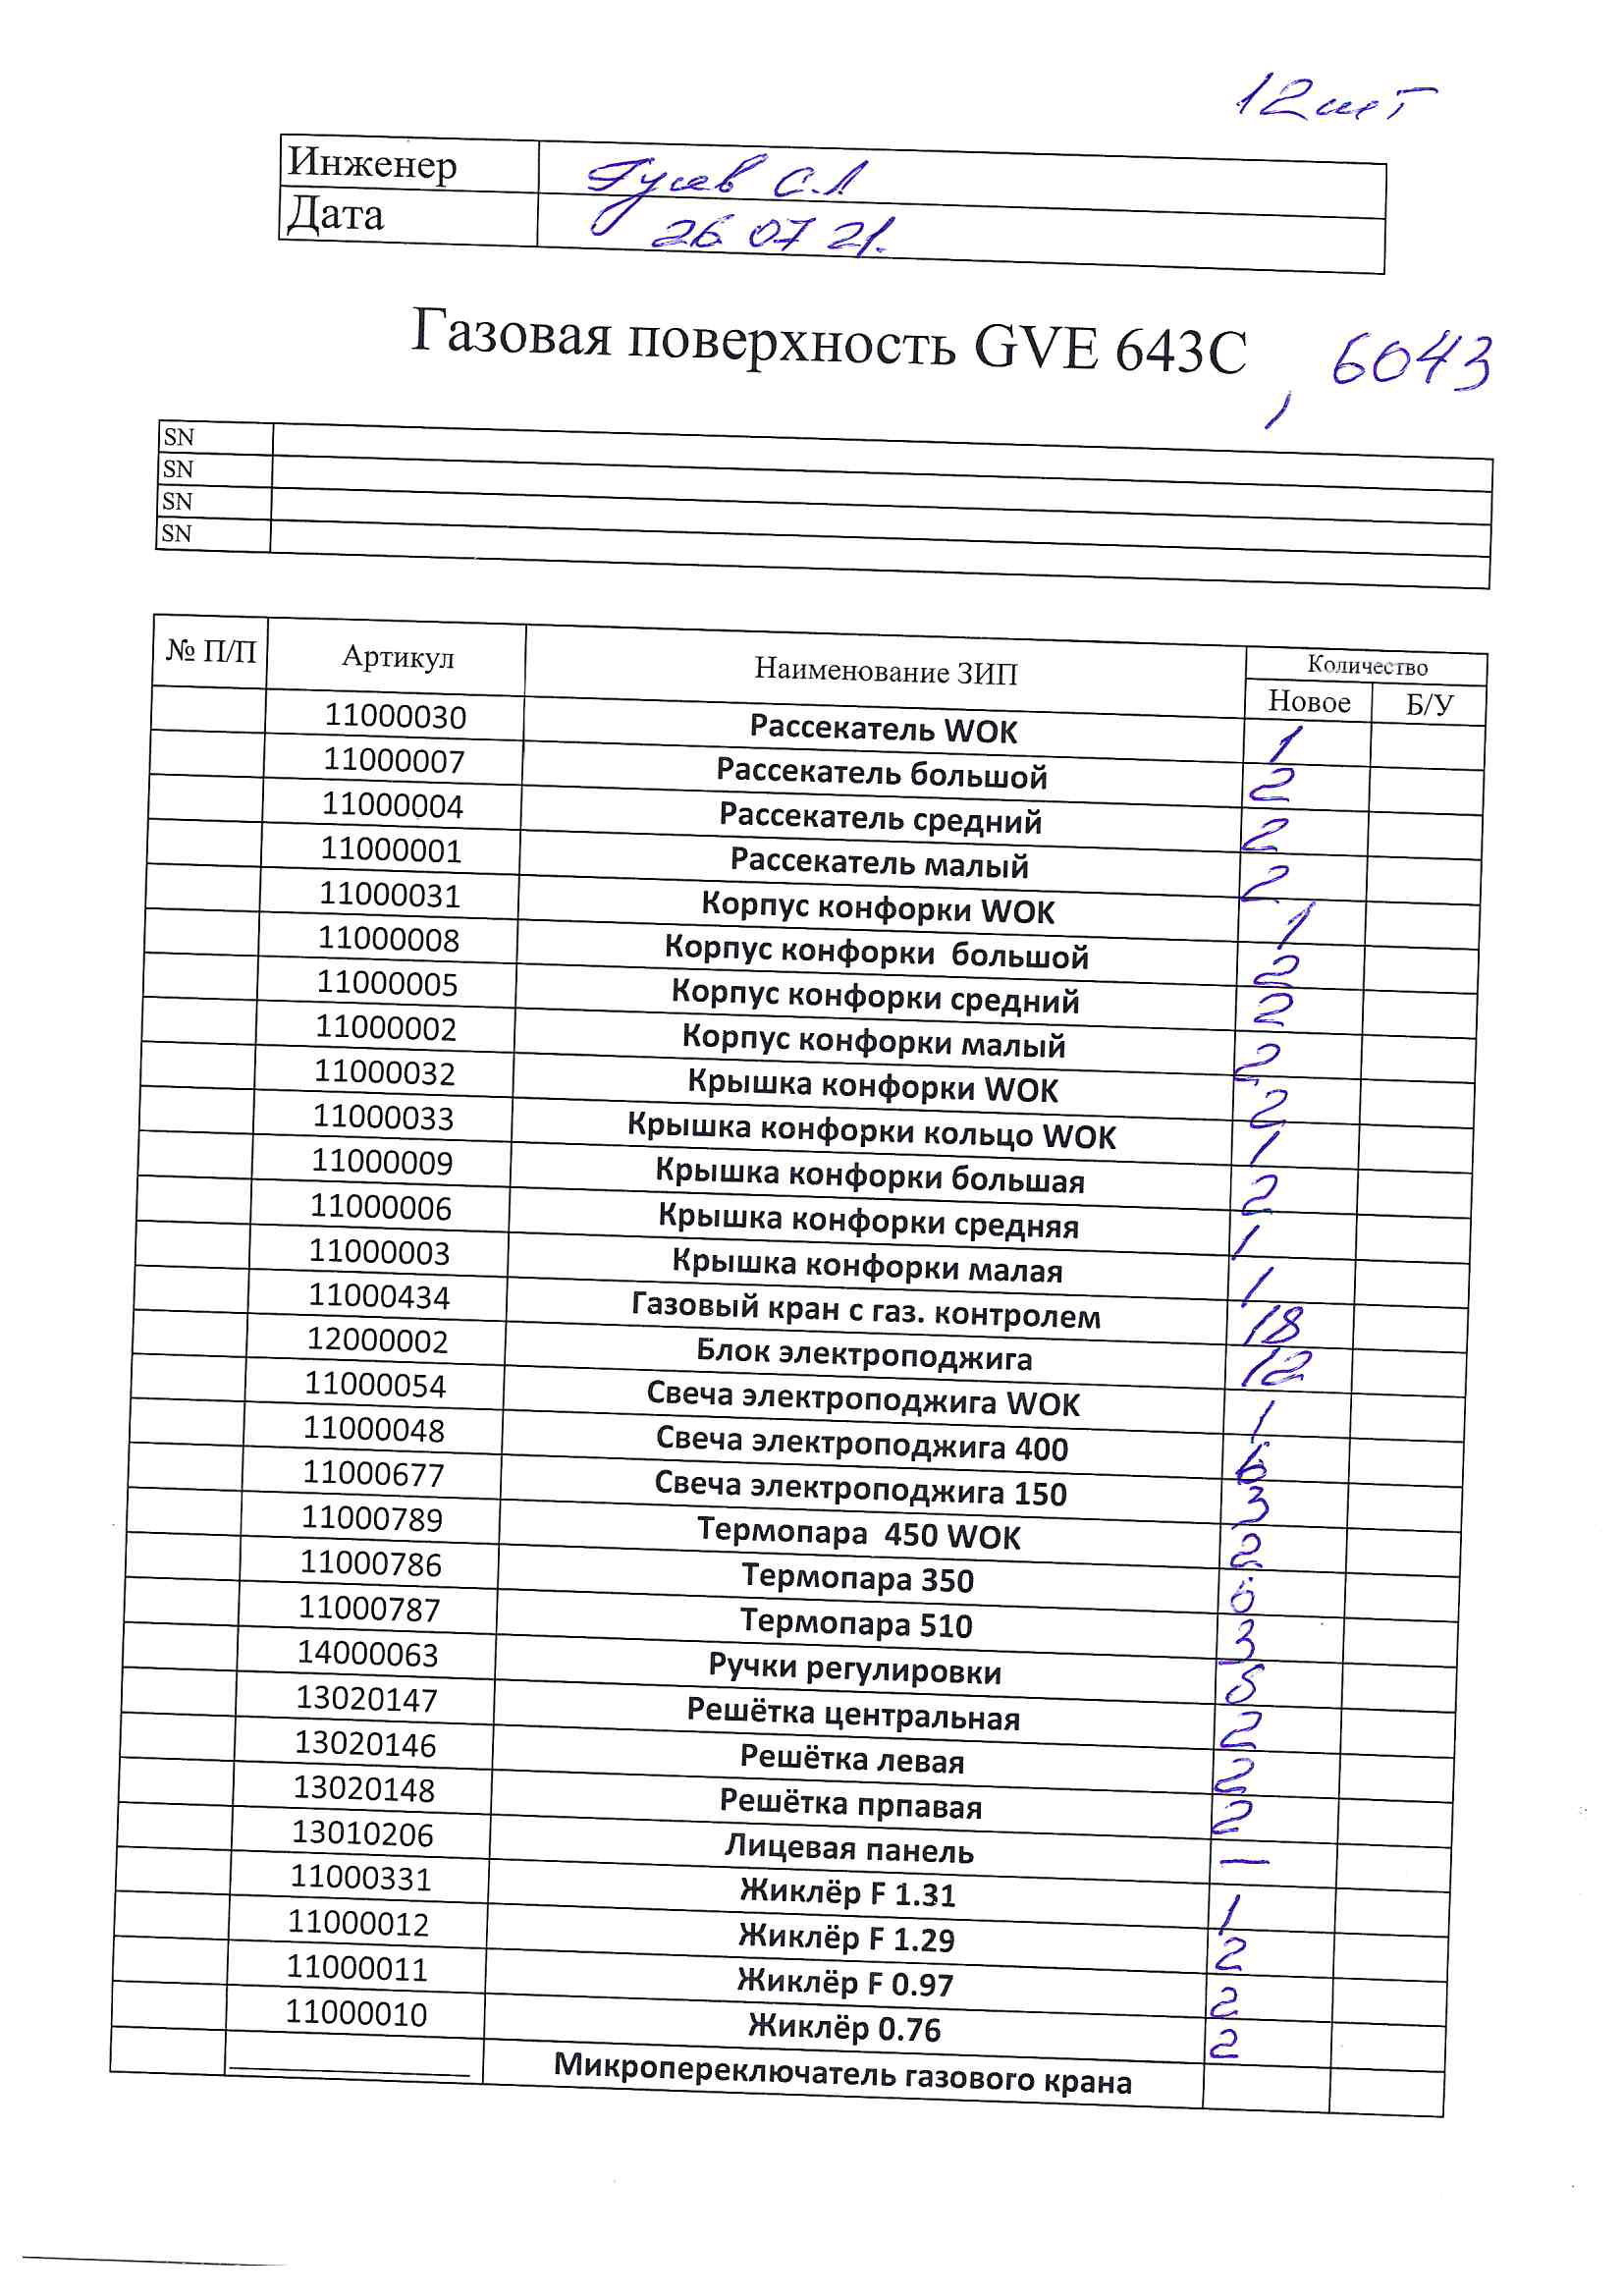 12 шт
Инженер Гусев С.Л
Дата 26 07 21.
Газовая поверхность GVE 643C , 6043
SN
SN
SN
SN
№ П/П Артикул Наименование ЗИП Количество
Новое Б/У
11000030 Рассекатель WOK 1
11000007 Рассекатель большой 2
11000004 Рассекатель средний 2
11000001 Рассекатель малый 2
11000031 Корпус конфорки WOK 1
11000008 Корпус конфорки большой 2
11000005 Корпус конфорки средний 2
11000002 Корпус конфорки малый 2
11000032 Крышка конфорки WOK 2
11000033 Крышка конфорки кольцо WOK 1
11000009 Крышка конфорки большая 2
11000006 Крышка конфорки средняя 1
11000003 Крышка конфорки малая 1
11000434 Газовый кран с газ. контролем 18
12000002 Блок электроподжига 12
11000054 Свеча электроподжига WOK 1
11000048 Свеча электроподжига 400 6
11000677 Свеча электроподжига 150 3
11000789 Термопара 450 WOK 2
11000786 Термопара 350
11000787 Термопара 510 3
14000063 Ручки регулировки
13020147 Решётка центральная 2
13020146 Решётка левая 2
13020148 Решётка прпавая 2
13010206 Лицевая панель —
11000331 Жиклёр F 1.31 1
11000012 Жиклёр F 1.29 2
11000011 Жиклёр F 0.97 2
11000010 Жиклёр 0.76 2
Микропереключатель газового крана